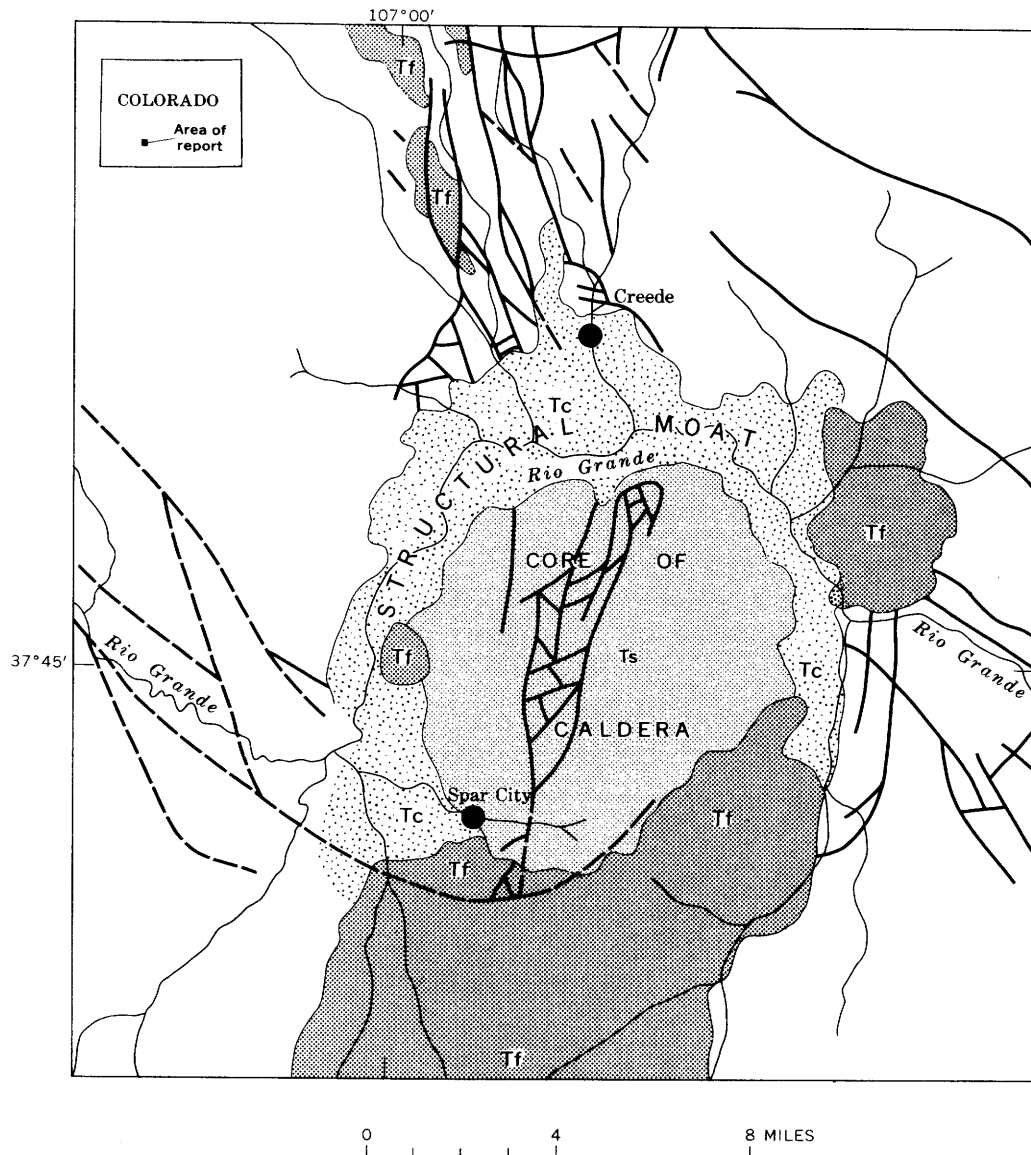 107°00'
Tf
COLORADO
Area of
report
Tf
Creede
Tc
STRUCTURAL MOAT
Rio Grande
Tf
CORE OF
Tf
Ts
37°45'
Rio Grande
Rio Grande
Tc
CALDERA
Spar City
Tc
Tf
Tf
Tf
0 4 8 MILES